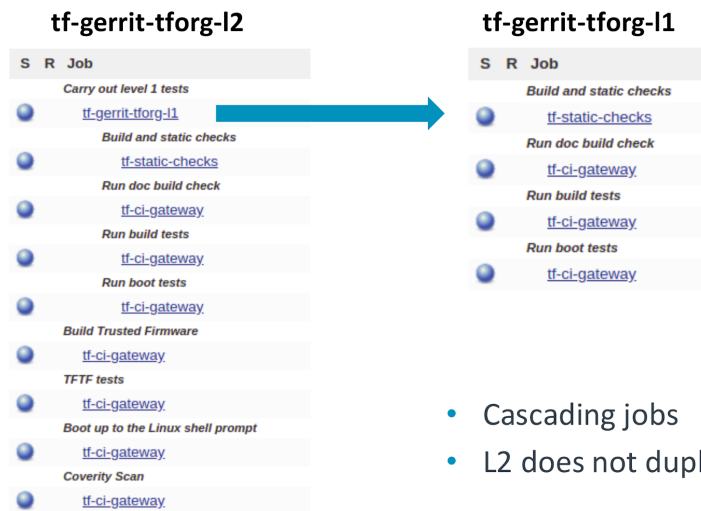 tf-gerrit-tforg-l2
S R Job
Carry out level 1 tests
tf-gerrit-tforg-l1
Build and static checks
tf-static-checks
Run doc build check
tf-ci-gateway
Run build tests
tf-ci-gateway
Run boot tests
tf-ci-gateway
Build Trusted Firmware
tf-ci-gateway
TFTF tests
tf-ci-gateway
Boot up to the Linux shell prompt
tf-ci-gateway
Coverity Scan
tf-ci-gateway
tf-gerrit-tforg-l1
S R Job
Build and static checks
tf-static-checks
Run doc build check
tf-ci-gateway
Run build tests
tf-ci-gateway
Run boot tests
tf-ci-gateway
• Cascading jobs
• L2 does not